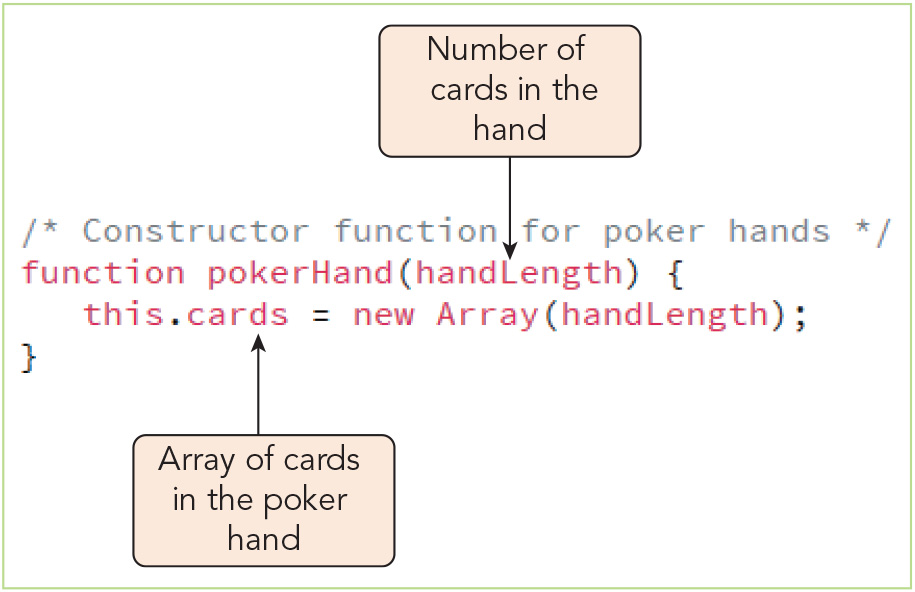 Number of
cards in the
hand
/* Constructor function for poker hands */
function pokerHand(handLength) {
   this.cards = new Array(handLength);
}
Array of cards
in the poker
hand